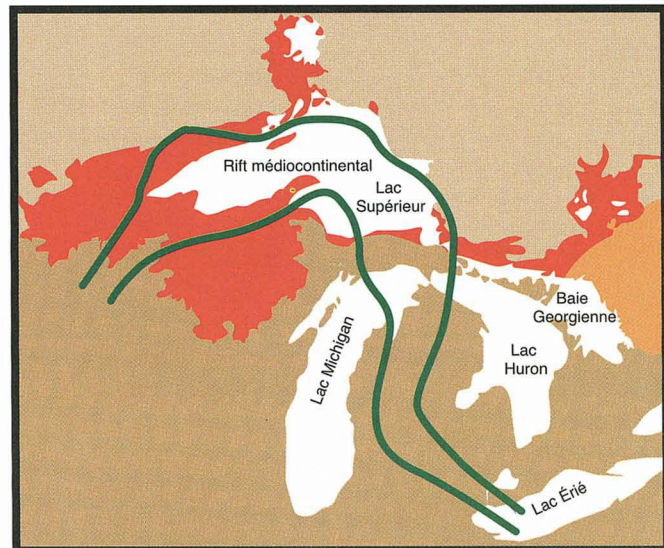 Rift médiocontinental
Lac
Supérieur
Baie
Georgienne
Lac
Huron
Lac Michigan
Lac Érié